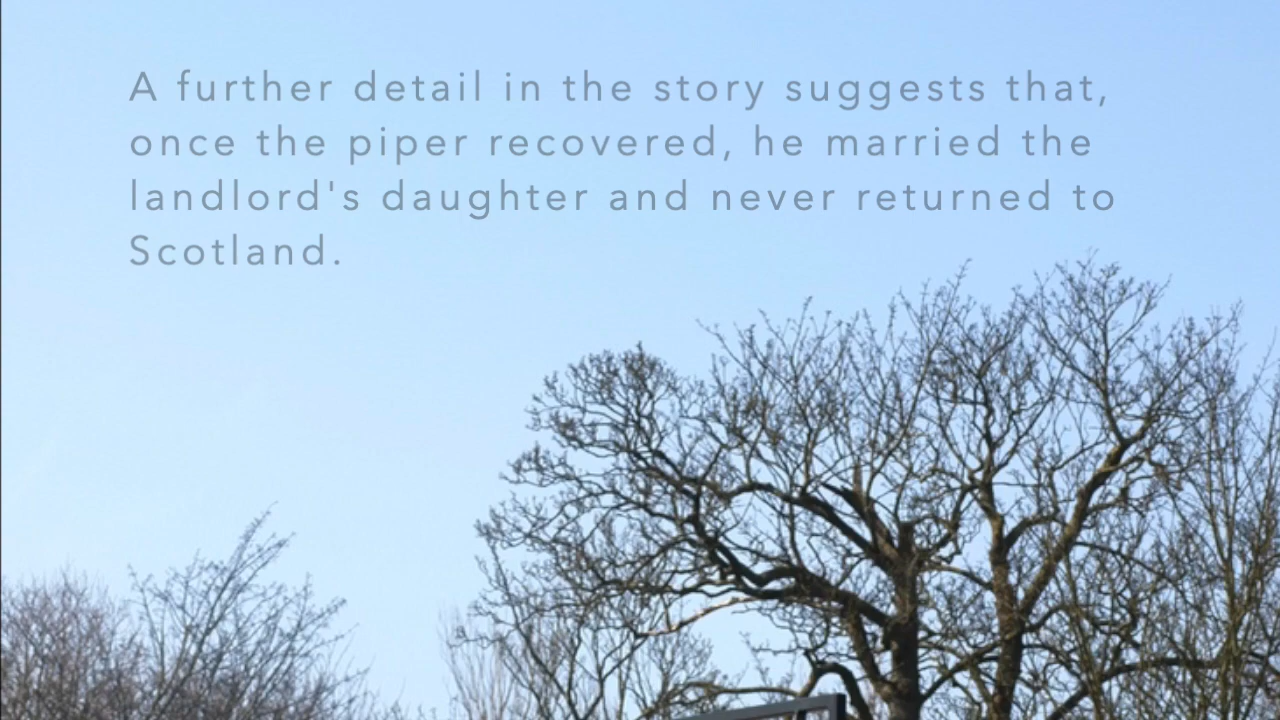 A further detail in the story suggests that,
once the piper recovered, he married the
landlord's daughter and never returned to
Scotland.